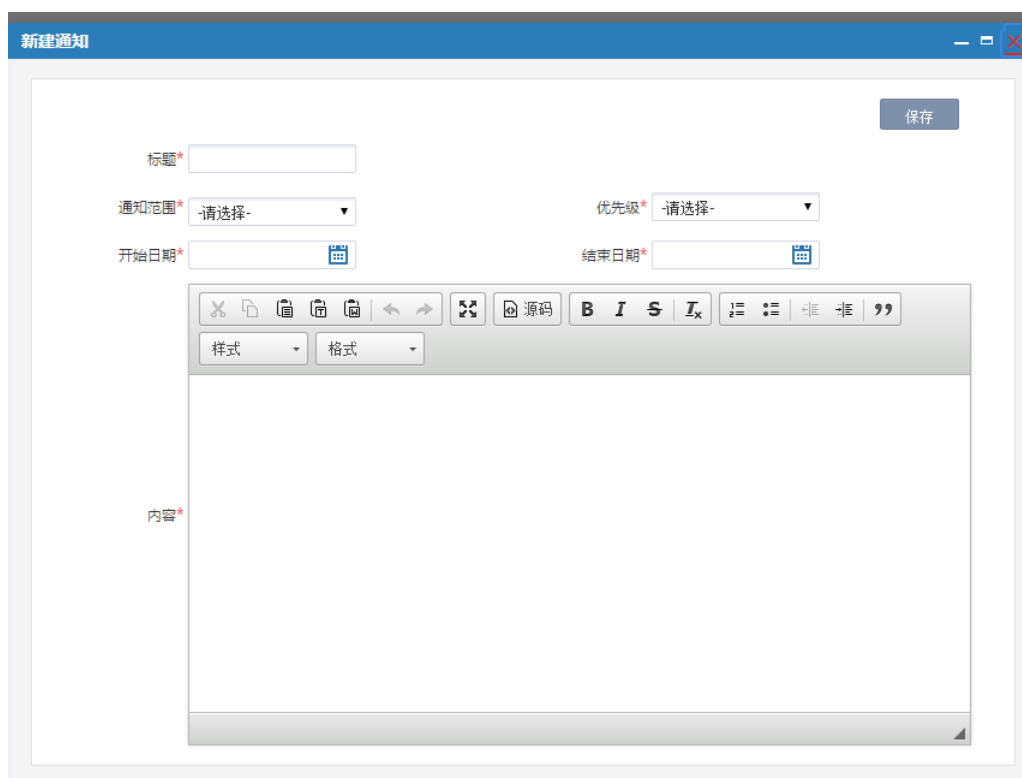 新建通知
保存
标题*
通知范围* -请选择- 优先级* -请选择-
开始日期* 结束日期*
源码 B I S Ix
样式 格式
内容*